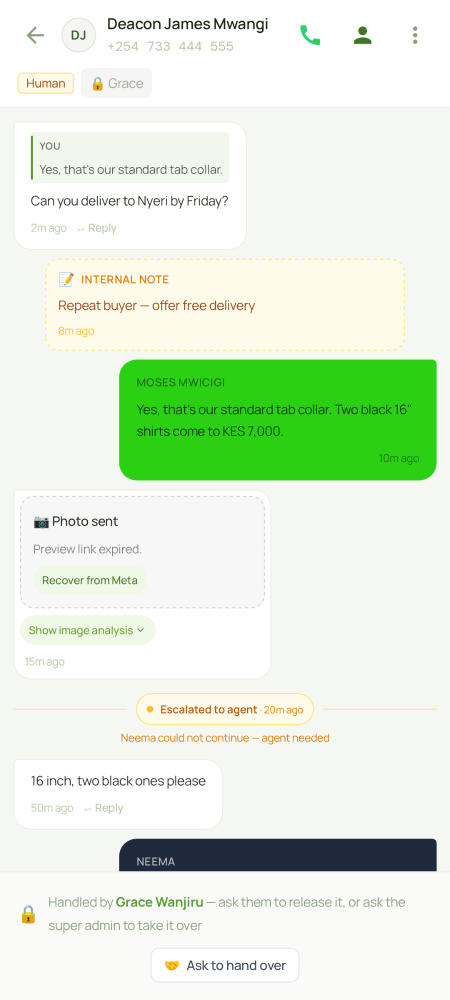 DJ
Deacon James Mwangi
+254 733 444 555
Human
🔒 Grace
YOU
Yes, that's our standard tab collar.
Can you deliver to Nyeri by Friday?
2m ago ↩ Reply
📝 INTERNAL NOTE
Repeat buyer — offer free delivery
8m ago
MOSES MWICIGI
Yes, that's our standard tab collar. Two black 16"
shirts come to KES 7,000.
10m ago
📷 Photo sent
Preview link expired.
Recover from Meta
Show image analysis
15m ago
Escalated to agent · 20m ago
Neema could not continue — agent needed
16 inch, two black ones please
50m ago ↩ Reply
NEEMA
🔒 Handled by Grace Wanjiru — ask them to release it, or ask the
super admin to take it over
🤝 Ask to hand over